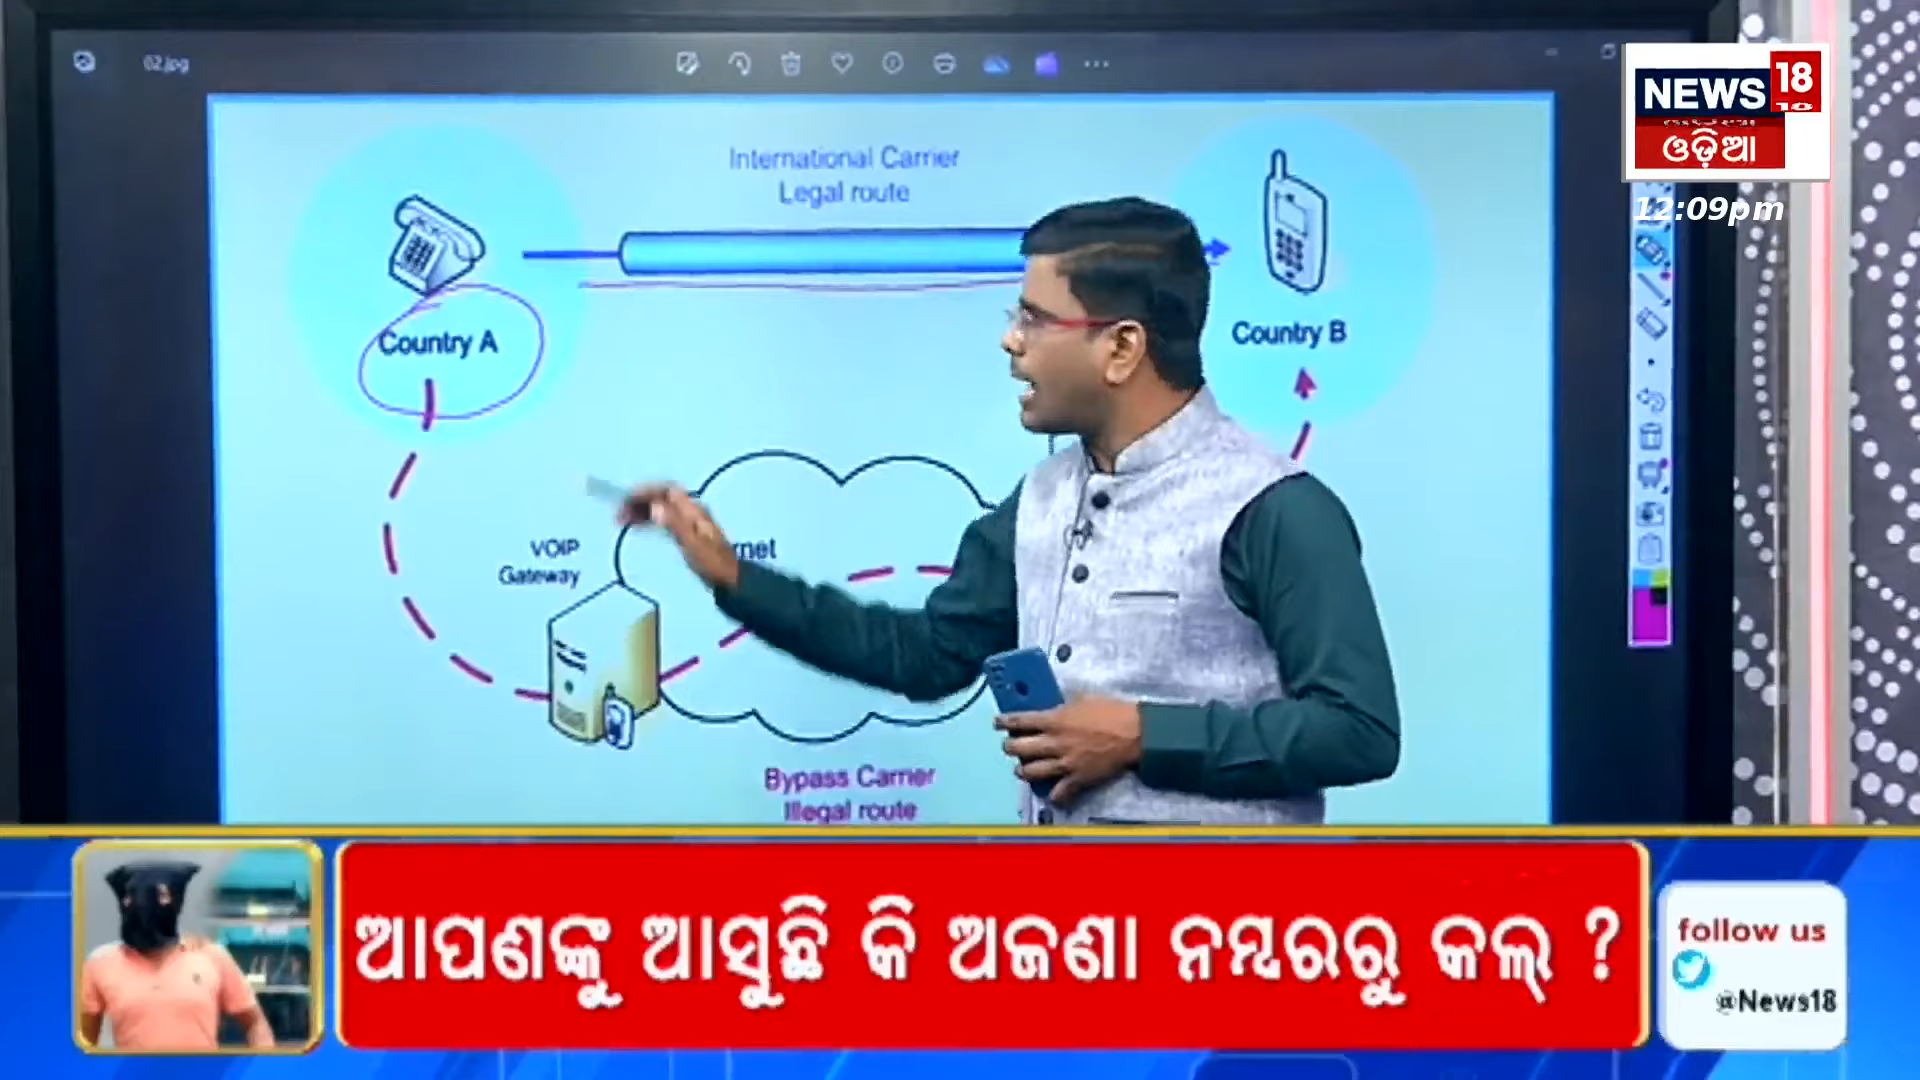 02.jpg
NEWS 18
ଓଡ଼ିଆ
12:09pm
International Carrier
Legal route
Country A
Country B
VOIP
Gateway
Bypass Carrier
Illegal route
ଆପଣଙ୍କୁ ଆସୁଛି କି ଅଜଣା ନମ୍ବରରୁ କଲ୍ ?
follow us
@News18